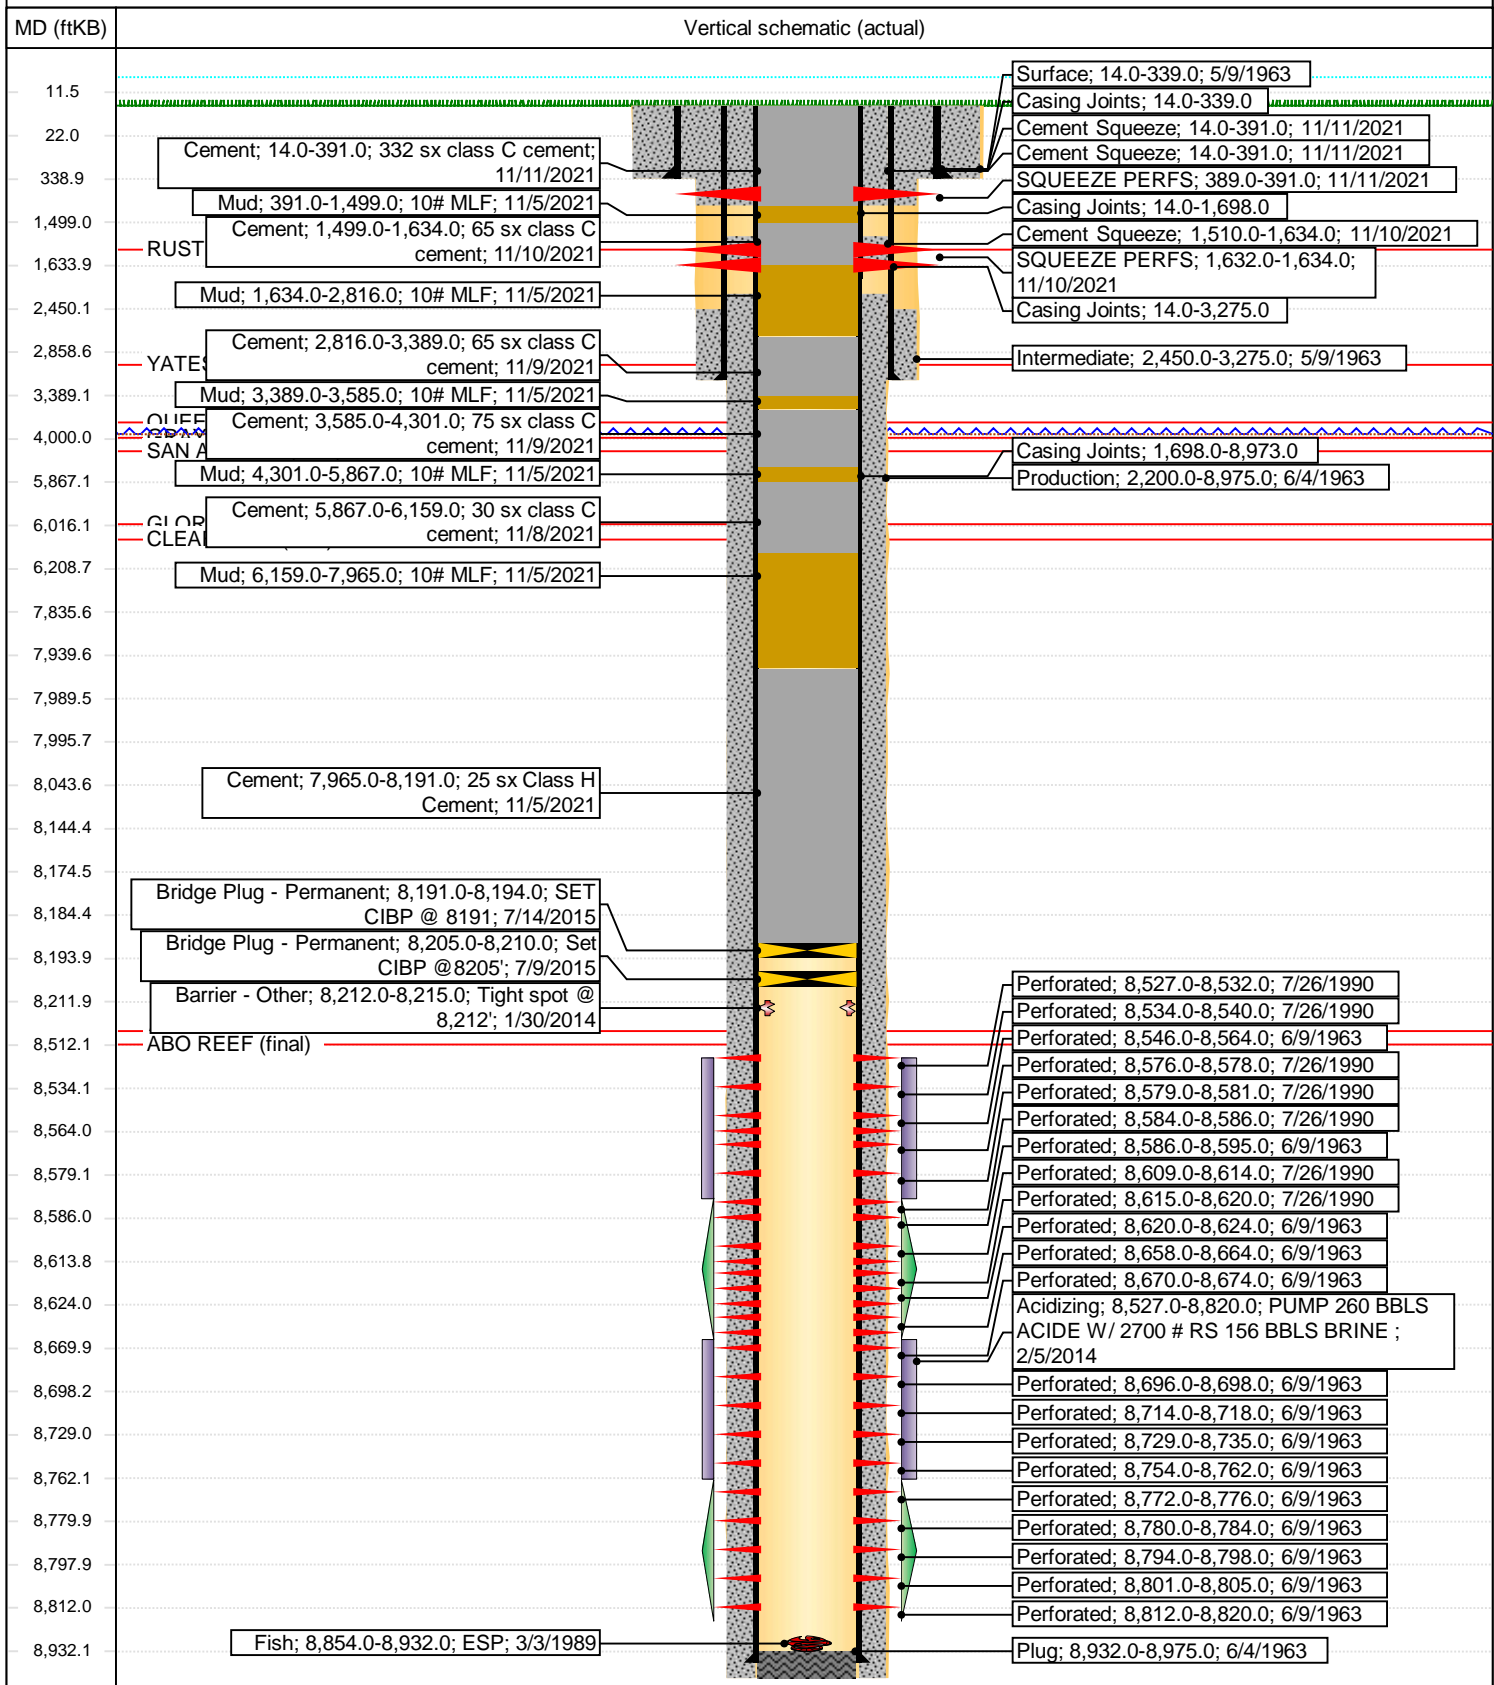 MD (ftKB)
Vertical schematic (actual)
11.5
22.0
338.9
1,499.0
1,633.9
2,450.1
2,858.6
3,389.1
4,000.0
5,867.1
6,016.1
6,208.7
7,835.6
7,939.6
7,989.5
7,995.7
8,043.6
8,144.4
8,174.5
8,184.4
8,193.9
8,211.9
8,512.1
8,534.1
8,564.0
8,579.1
8,586.0
8,613.8
8,624.0
8,669.9
8,698.2
8,729.0
8,762.1
8,779.9
8,797.9
8,812.0
8,932.1
Cement; 14.0-391.0; 332 sx class C cement;
11/11/2021
Mud; 391.0-1,499.0; 10# MLF; 11/5/2021
Cement; 1,499.0-1,634.0; 65 sx class C
cement; 11/10/2021
RUST
Mud; 1,634.0-2,816.0; 10# MLF; 11/5/2021
Cement; 2,816.0-3,389.0; 65 sx class C
cement; 11/9/2021
YATES
Mud; 3,389.0-3,585.0; 10# MLF; 11/5/2021
Cement; 3,585.0-4,301.0; 75 sx class C
cement; 11/9/2021
SAN A
Mud; 4,301.0-5,867.0; 10# MLF; 11/5/2021
Cement; 5,867.0-6,159.0; 30 sx class C
cement; 11/8/2021
GLOR
CLEA
Mud; 6,159.0-7,965.0; 10# MLF; 11/5/2021
Cement; 7,965.0-8,191.0; 25 sx Class H
Cement; 11/5/2021
Bridge Plug - Permanent; 8,191.0-8,194.0; SET
CIBP @ 8191; 7/14/2015
Bridge Plug - Permanent; 8,205.0-8,210.0; Set
CIBP @8205'; 7/9/2015
Barrier - Other; 8,212.0-8,215.0; Tight spot @
8,212'; 1/30/2014
ABO REEF (final)
Fish; 8,854.0-8,932.0; ESP; 3/3/1989
Surface; 14.0-339.0; 5/9/1963
Casing Joints; 14.0-339.0
Cement Squeeze; 14.0-391.0; 11/11/2021
Cement Squeeze; 14.0-391.0; 11/11/2021
SQUEEZE PERFS; 389.0-391.0; 11/11/2021
Casing Joints; 14.0-1,698.0
Cement Squeeze; 1,510.0-1,634.0; 11/10/2021
SQUEEZE PERFS; 1,632.0-1,634.0;
11/10/2021
Casing Joints; 14.0-3,275.0
Intermediate; 2,450.0-3,275.0; 5/9/1963
Casing Joints; 1,698.0-8,973.0
Production; 2,200.0-8,975.0; 6/4/1963
Perforated; 8,527.0-8,532.0; 7/26/1990
Perforated; 8,534.0-8,540.0; 7/26/1990
Perforated; 8,546.0-8,564.0; 6/9/1963
Perforated; 8,576.0-8,578.0; 7/26/1990
Perforated; 8,579.0-8,581.0; 7/26/1990
Perforated; 8,584.0-8,586.0; 7/26/1990
Perforated; 8,586.0-8,595.0; 6/9/1963
Perforated; 8,609.0-8,614.0; 7/26/1990
Perforated; 8,615.0-8,620.0; 7/26/1990
Perforated; 8,620.0-8,624.0; 6/9/1963
Perforated; 8,658.0-8,664.0; 6/9/1963
Perforated; 8,670.0-8,674.0; 6/9/1963
Acidizing; 8,527.0-8,820.0; PUMP 260 BBLS
ACIDE W/ 2700 # RS 156 BBLS BRINE ;
2/5/2014
Perforated; 8,696.0-8,698.0; 6/9/1963
Perforated; 8,714.0-8,718.0; 6/9/1963
Perforated; 8,729.0-8,735.0; 6/9/1963
Perforated; 8,754.0-8,762.0; 6/9/1963
Perforated; 8,772.0-8,776.0; 6/9/1963
Perforated; 8,780.0-8,784.0; 6/9/1963
Perforated; 8,794.0-8,798.0; 6/9/1963
Perforated; 8,801.0-8,805.0; 6/9/1963
Perforated; 8,812.0-8,820.0; 6/9/1963
Plug; 8,932.0-8,975.0; 6/4/1963